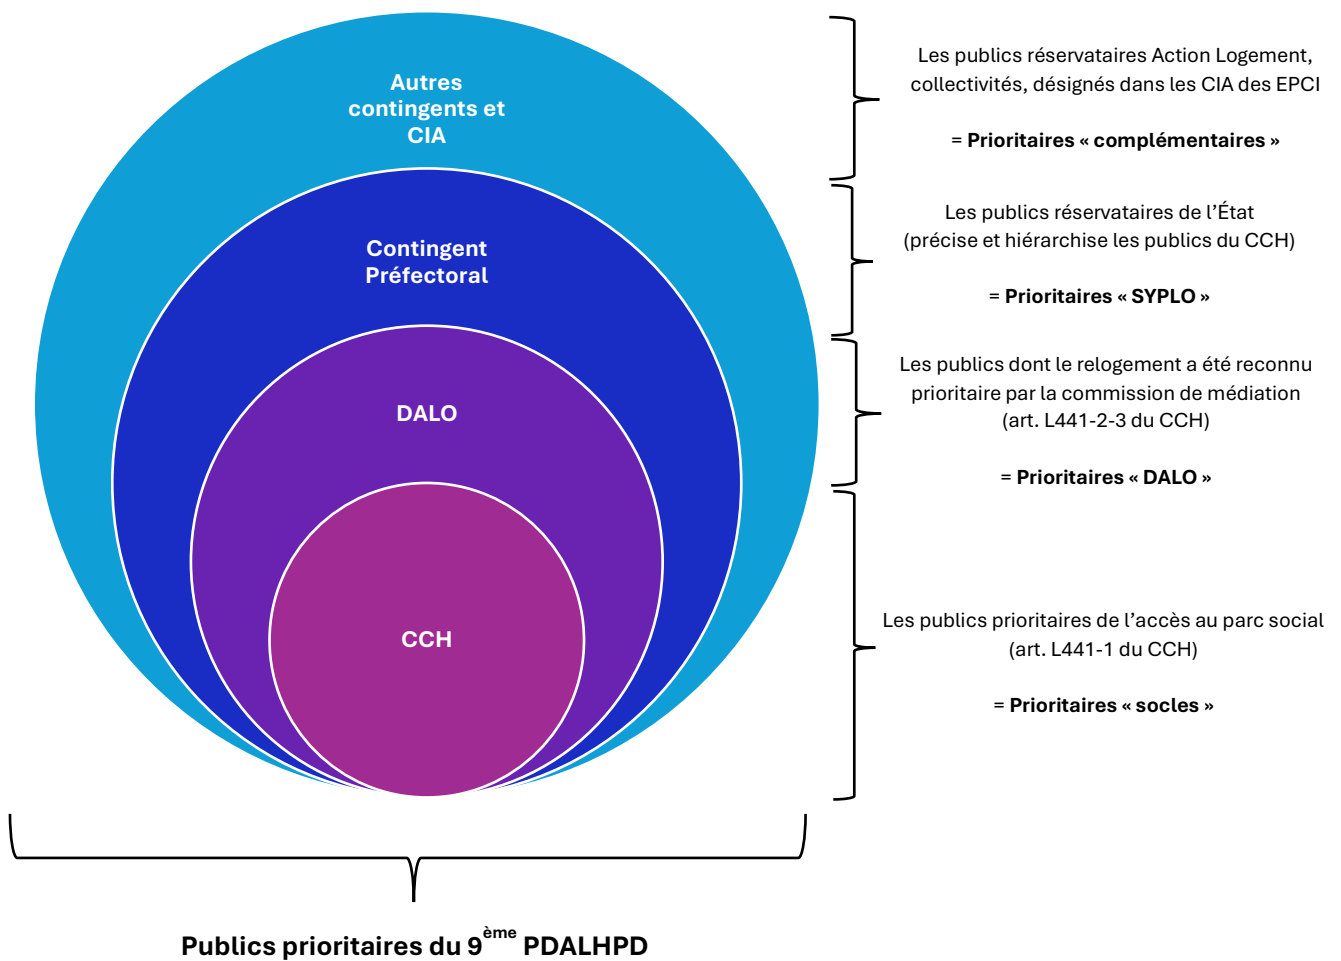 Autres
contingents et
CIA
Les publics réservataires Action Logement,
collectivités, désignés dans les CIA des EPCI
= Prioritaires « complémentaires »
Contingent
Préfectoral
Les publics réservataires de l’État
(précise et hiérarchise les publics du CCH)
= Prioritaires « SYPLO »
DALO
Les publics dont le relogement a été reconnu
prioritaire par la commission de médiation
(art. L441-2-3 du CCH)
= Prioritaires « DALO »
CCH
Les publics prioritaires de l’accès au parc social
(art. L441-1 du CCH)
= Prioritaires « socles »
Publics prioritaires du 9ème PDALHPD